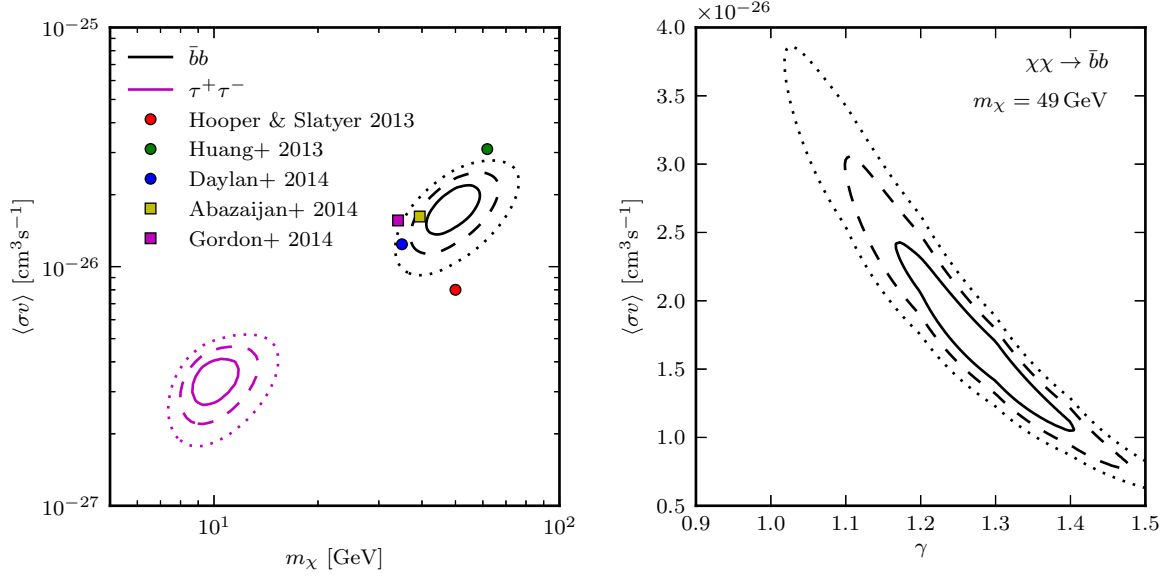 10⁻²⁵
10⁻²⁶
10⁻²⁷
⟨σv⟩ [cm³s⁻¹]
b̄b
τ⁺τ⁻
Hooper & Slatyer 2013
Huang+ 2013
Daylan+ 2014
Abazaijan+ 2014
Gordon+ 2014
10¹
10²
m_χ [GeV]
×10⁻²⁶
4.0
3.5
3.0
2.5
2.0
1.5
1.0
0.5
⟨σv⟩ [cm³s⁻¹]
χχ → b̄b
m_χ = 49 GeV
0.9 1.0 1.1 1.2 1.3 1.4 1.5
γ